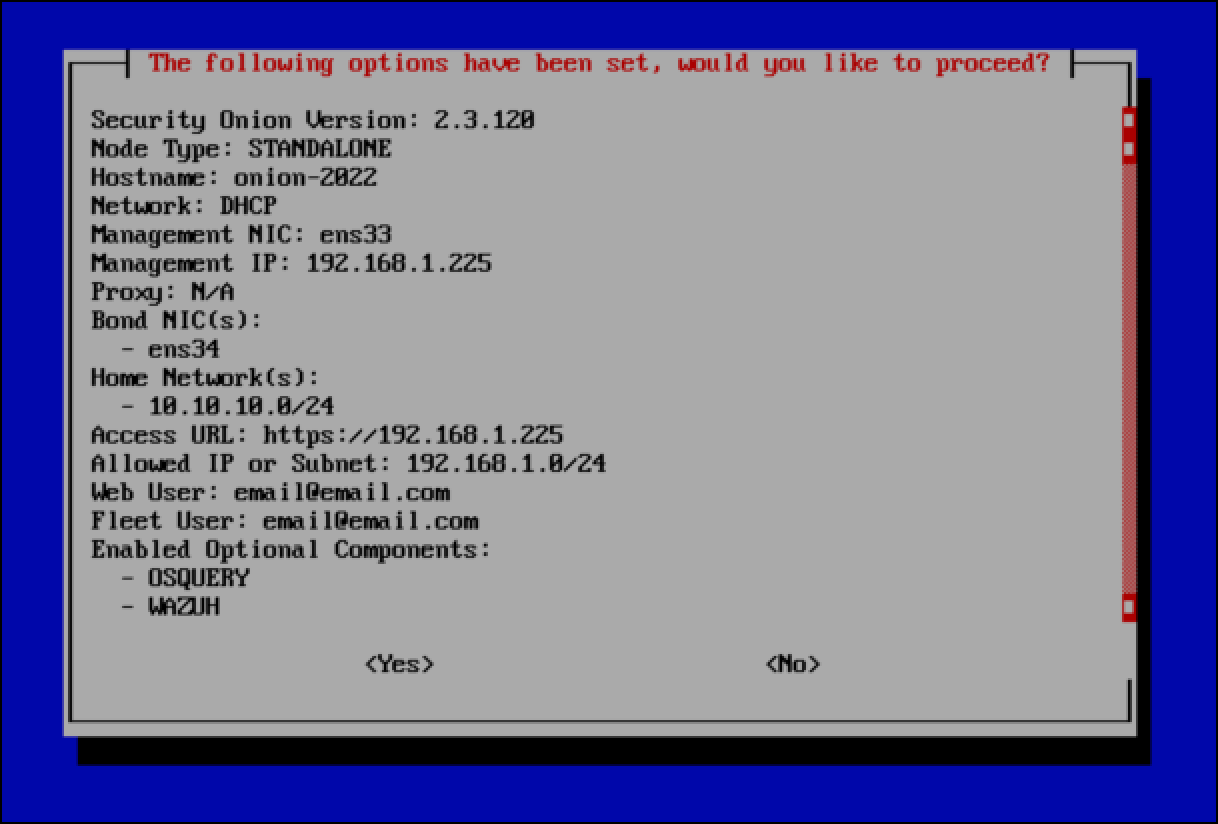 The following options have been set, would you like to proceed?
Security Onion Version: 2.3.120
Node Type: STANDALONE
Hostname: onion-2022
Network: DHCP
Management NIC: ens33
Management IP: 192.168.1.225
Proxy: N/A
Bond NIC(s):
  - ens34
Home Network(s):
  - 10.10.10.0/24
Access URL: https://192.168.1.225
Allowed IP or Subnet: 192.168.1.0/24
Web User: email@email.com
Fleet User: email@email.com
Enabled Optional Components:
  - OSQUERY
  - WAZUH
<Yes> <No>